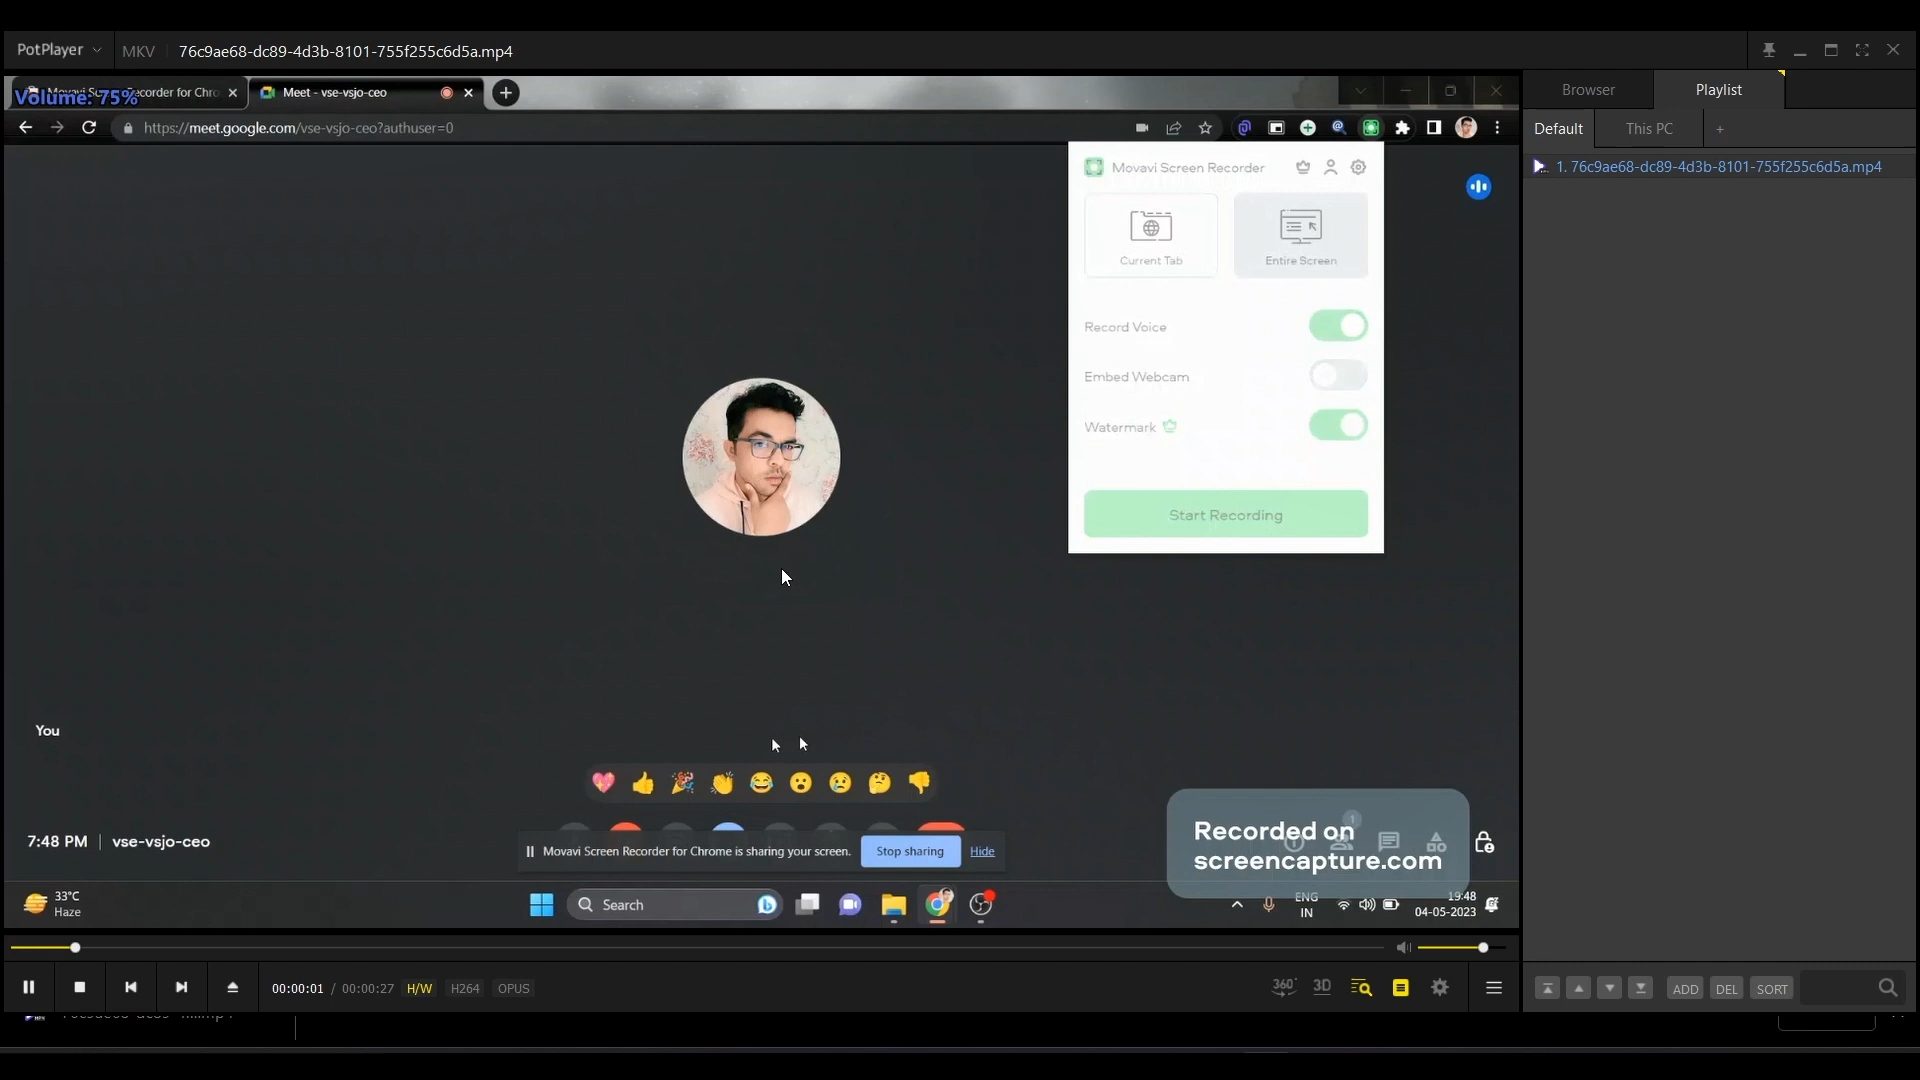 PotPlayer
MKV
76c9ae68-dc89-4d3b-8101-755f255c6d5a.mp4
Volume: 75%
Recorder for Chro
Meet - vse-vsjo-ceo
https://meet.google.com/vse-vsjo-ceo?authuser=0
Movavi Screen Recorder
Current Tab
Entire Screen
Record Voice
Embed Webcam
Watermark
Start Recording
You
7:48 PM | vse-vsjo-ceo
Movavi Screen Recorder for Chrome is sharing your screen.
Stop sharing
Hide
1
Recorded on
screencapture.com
33°C
Haze
Search
ENG
IN
19:48
04-05-2023
00:00:01 / 00:00:27
H/W
H264
OPUS
360°
3D
Browser
Playlist
Default
This PC
+
1. 76c9ae68-dc89-4d3b-8101-755f255c6d5a.mp4
ADD
DEL
SORT